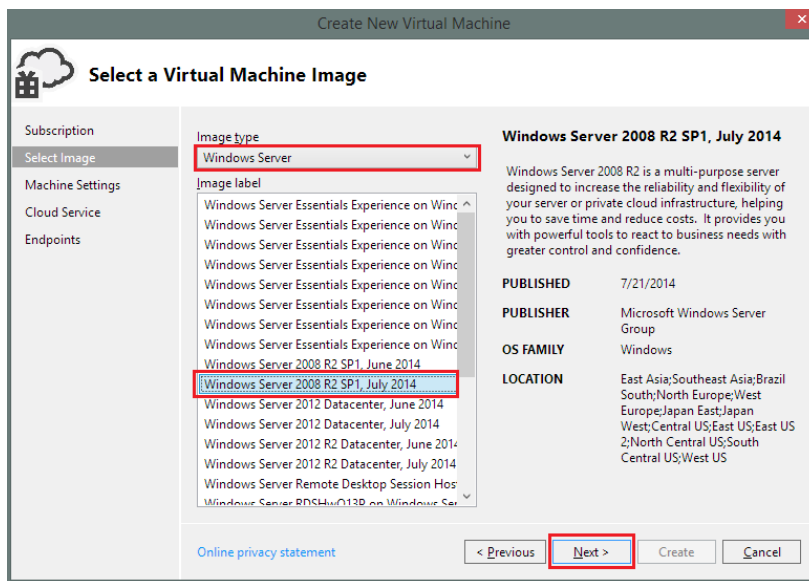 Create New Virtual Machine
Select a Virtual Machine Image
Subscription
Select Image
Machine Settings
Cloud Service
Endpoints
Image type
Windows Server
Image label
Windows Server Essentials Experience on Winc
Windows Server Essentials Experience on Winc
Windows Server Essentials Experience on Winc
Windows Server Essentials Experience on Winc
Windows Server Essentials Experience on Winc
Windows Server Essentials Experience on Winc
Windows Server Essentials Experience on Winc
Windows Server Essentials Experience on Winc
Windows Server 2008 R2 SP1, June 2014
Windows Server 2008 R2 SP1, July 2014
Windows Server 2012 Datacenter, June 2014
Windows Server 2012 Datacenter, July 2014
Windows Server 2012 R2 Datacenter, June 2014
Windows Server 2012 R2 Datacenter, July 2014
Windows Server Remote Desktop Session Hos
Windows Server RDSHwO13P on Windows Ser
Windows Server 2008 R2 SP1, July 2014
Windows Server 2008 R2 is a multi-purpose server
designed to increase the reliability and flexibility of
your server or private cloud infrastructure, helping
you to save time and reduce costs. It provides you
with powerful tools to react to business needs with
greater control and confidence.
PUBLISHED 7/21/2014
PUBLISHER Microsoft Windows Server
Group
OS FAMILY Windows
LOCATION East Asia;Southeast Asia;Brazil
South;North Europe;West
Europe;Japan East;Japan
West;Central US;East US;East US
2;North Central US;South
Central US;West US
Online privacy statement
< Previous
Next >
Create
Cancel